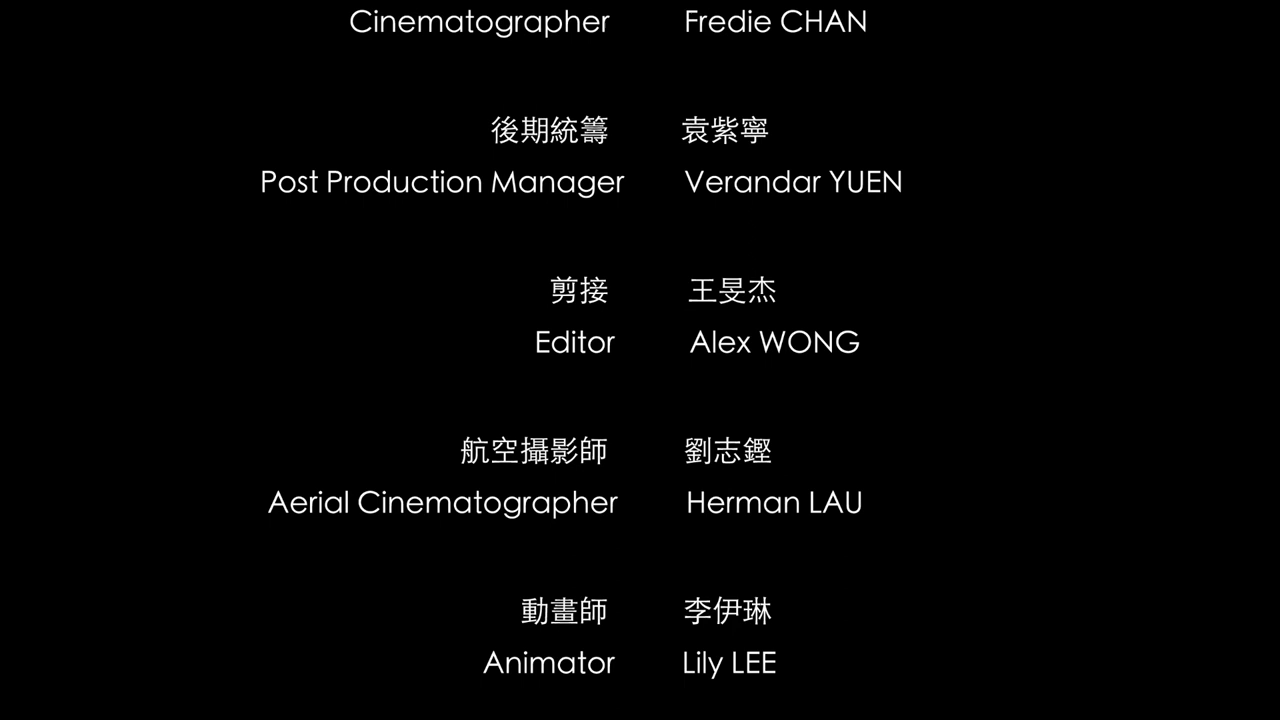 Cinematographer Fredie CHAN
後期統籌 袁紫寧
Post Production Manager Verandar YUEN
剪接 王旻杰
Editor Alex WONG
航空攝影師 劉志鏗
Aerial Cinematographer Herman LAU
動畫師 李伊琳
Animator Lily LEE